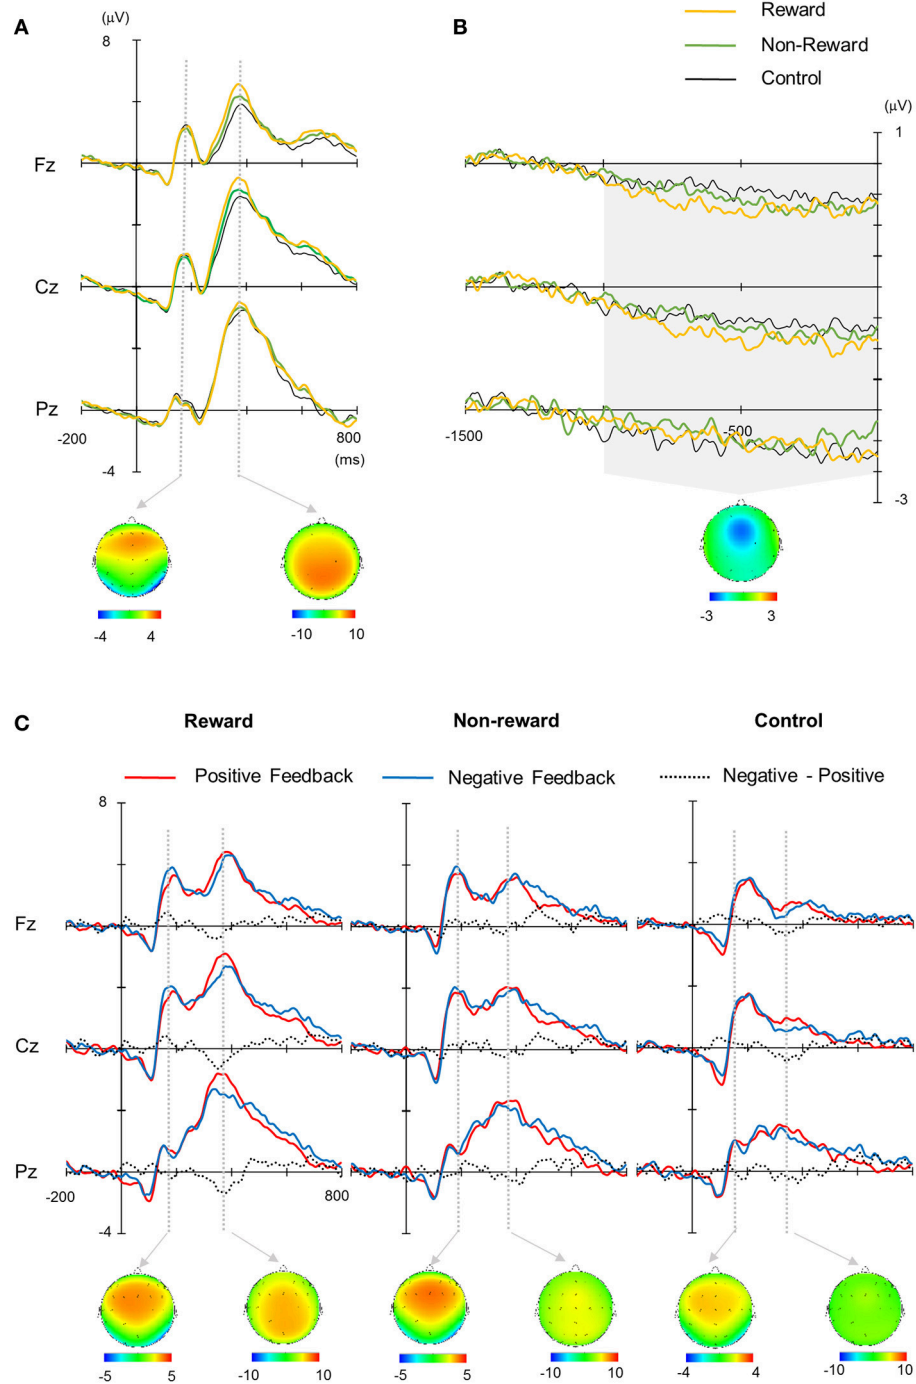 A
(μV)
8
Fz
Cz
Pz
-200
800
(ms)
-4
-4
4
-10
10
B
Reward
Non-Reward
Control
(μV)
1
-1500
-500
-3
-3
3
C
Reward
Non-reward
Control
Positive Feedback
Negative Feedback
Negative - Positive
8
Fz
Cz
Pz
-200
800
-4
-5
5
-10
10
-5
5
-10
10
-4
4
-10
10